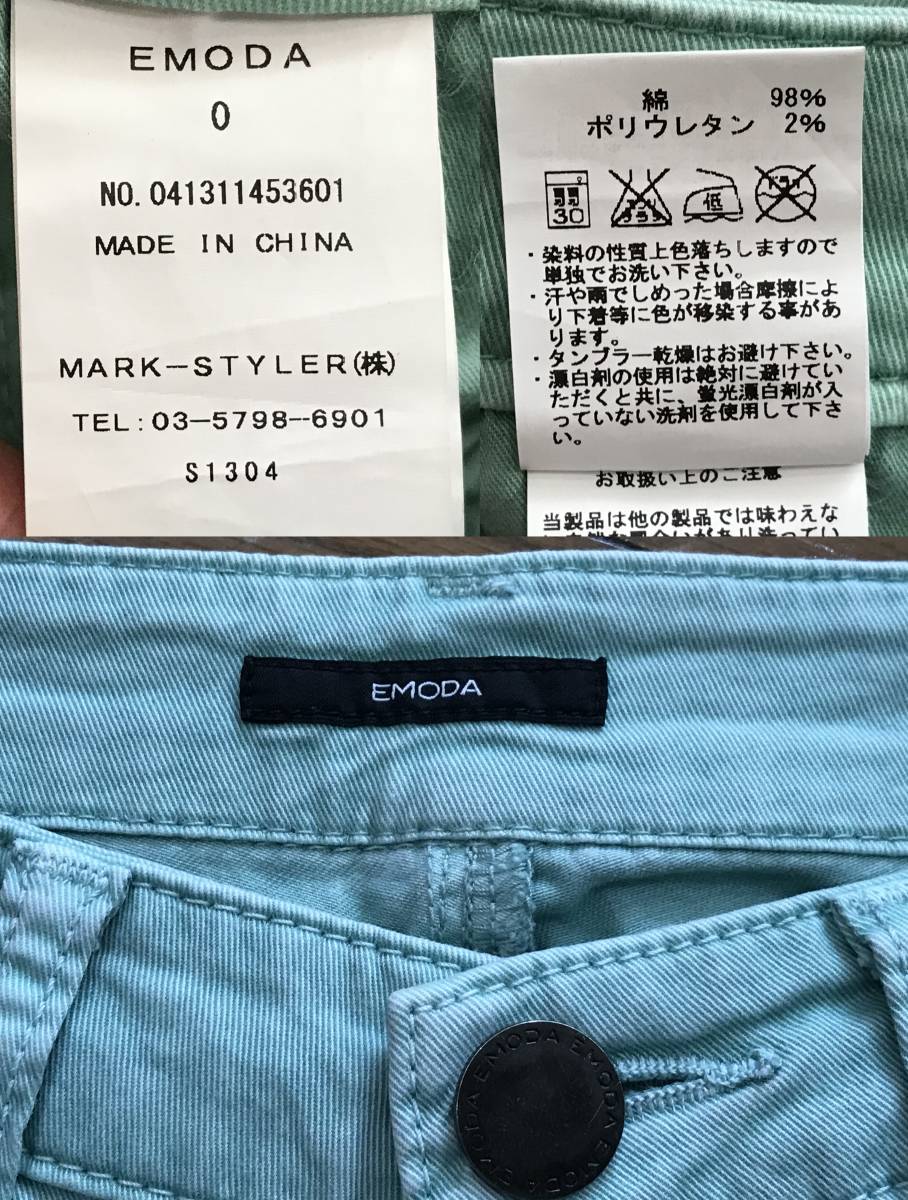 EMODA
0
NO. 041311453601
MADE IN CHINA
MARK-STYLER(株)
TEL:03-5798-6901
S1304
綿 98%
ポリウレタン 2%
30
低
・染料の性質上色落ちしますので
単独でお洗い下さい。
・汗や雨でしめった場合摩擦によ
り下着等に色が移染する事があ
ります。
・タンブラー乾燥はお避け下さい。
・漂白剤の使用は絶対に避けてい
ただくと共に、蛍光漂白剤が入
っていない洗剤を使用して下さ
い。
お取扱い上のご注意
当製品は他の製品では味わえな
EMODA
EMODA EMODA EMODA EMODA